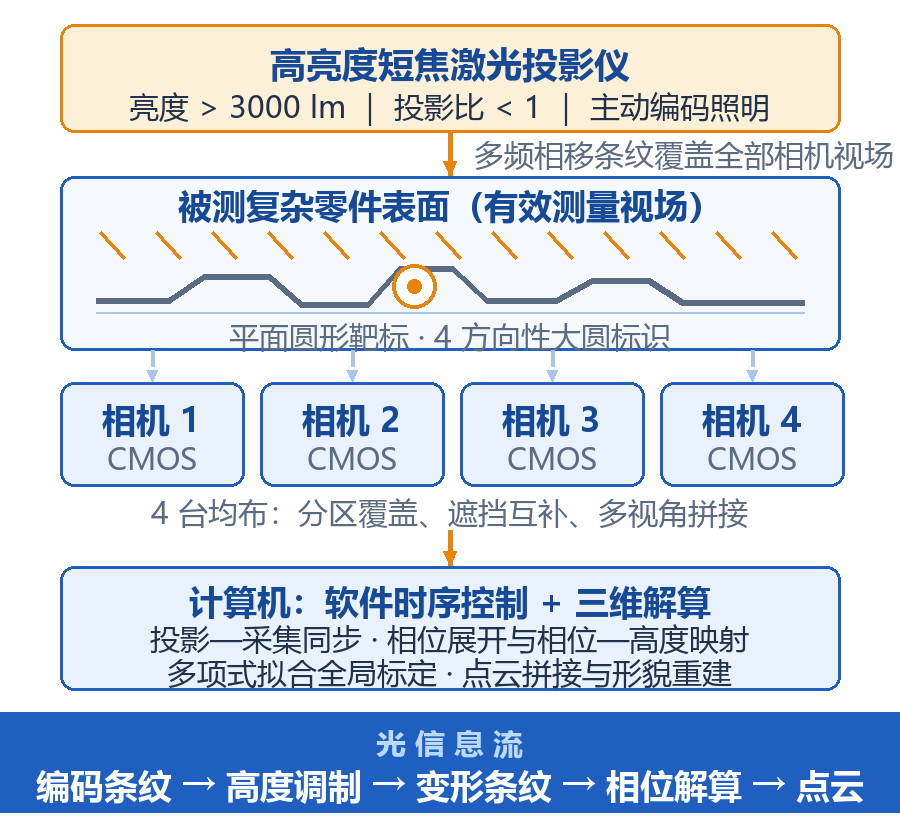 高亮度短焦激光投影仪
亮度 > 3000 lm ｜ 投影比 < 1 ｜ 主动编码照明
多频相移条纹覆盖全部相机视场
被测复杂零件表面（有效测量视场）
平面圆形靶标 · 4 方向性大圆标识
相机 1
CMOS
相机 2
CMOS
相机 3
CMOS
相机 4
CMOS
4 台均布：分区覆盖、遮挡互补、多视角拼接
计算机：软件时序控制 + 三维解算
投影—采集同步 · 相位展开与相位—高度映射
多项式拟合全局标定 · 点云拼接与形貌重建
光 信 息 流
编码条纹 → 高度调制 → 变形条纹 → 相位解算 → 点云